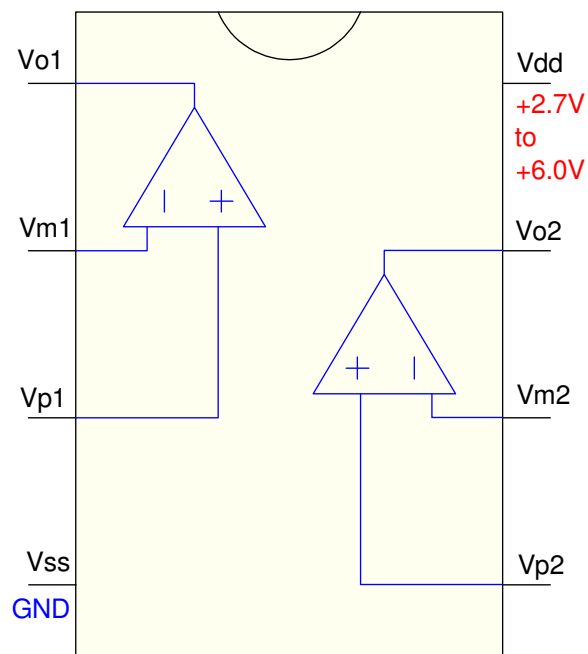 Vo1
Vdd
+2.7V
to
+6.0V
− +
Vm1
Vo2
+ −
Vp1
Vm2
Vss
GND
Vp2